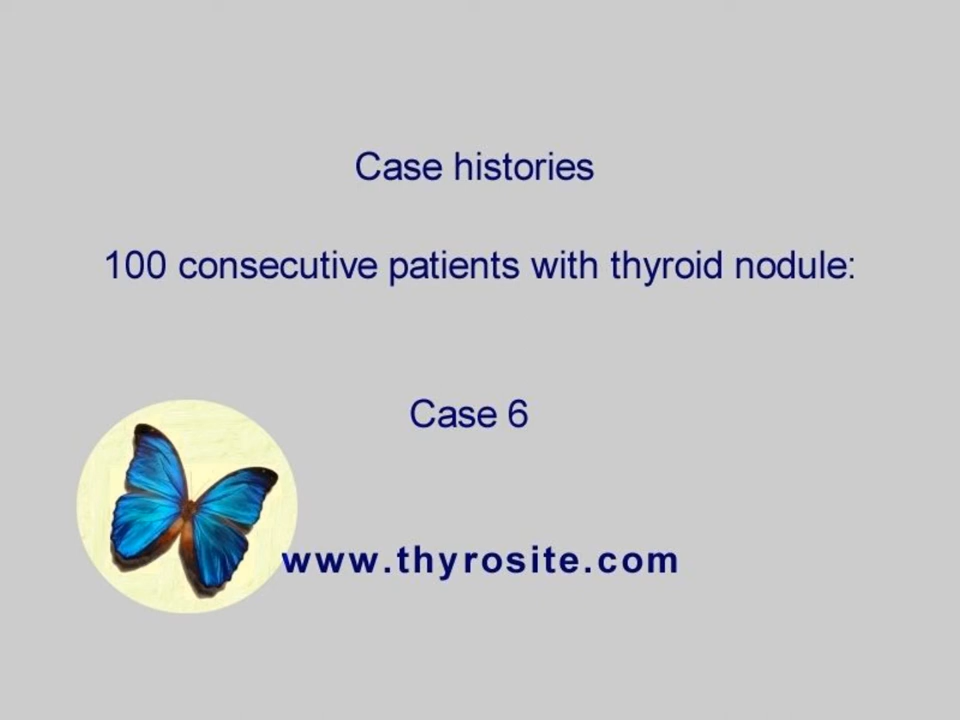 Case histories
100 consecutive patients with thyroid nodule:
Case 6
www.thyrosite.com